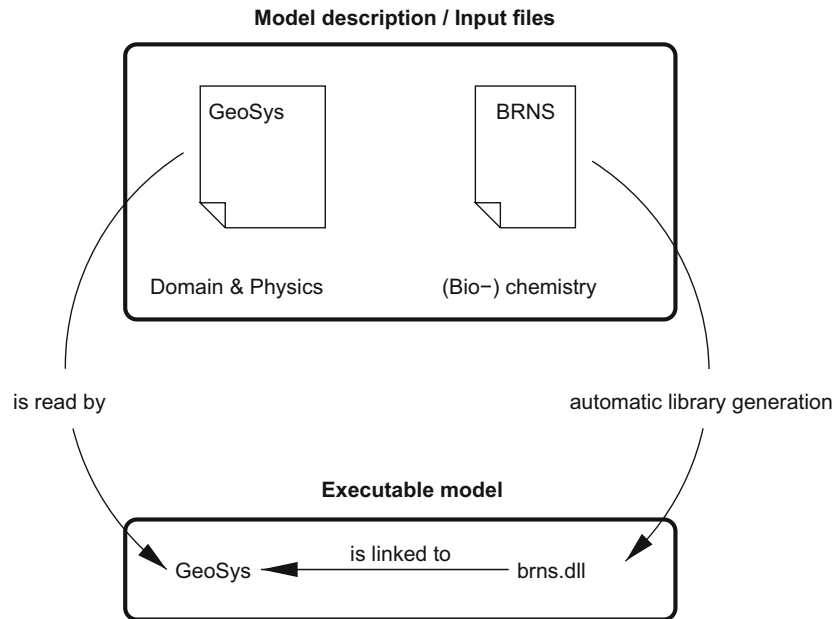 Model description / Input files
GeoSys
BRNS
Domain & Physics
(Bio−) chemistry
is read by
automatic library generation
Executable model
is linked to
GeoSys
brns.dll